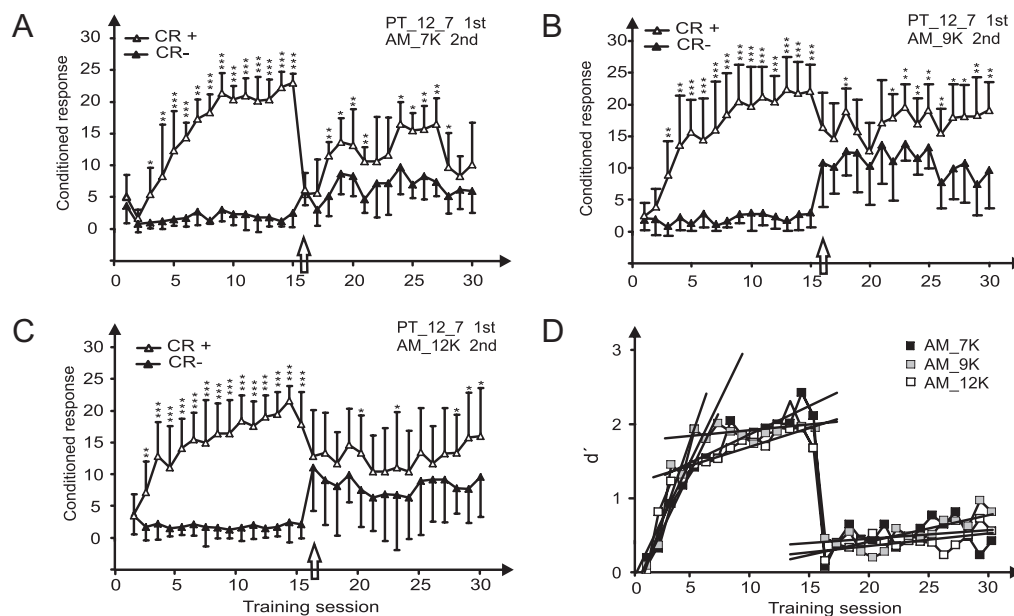 A
PT_12_7 1st
AM_7K 2nd
CR +
CR-
Conditioned response
30
25
20
15
10
5
0
0 5 10 15 20 25 30
B
PT_12_7 1st
AM_9K 2nd
CR +
CR-
Conditioned response
30
25
20
15
10
5
0
0 5 10 15 20 25 30
C
PT_12_7 1st
AM_12K 2nd
CR +
CR-
Conditioned response
30
25
20
15
10
5
0
0 5 10 15 20 25 30
Training session
D
AM_7K
AM_9K
AM_12K
d´
3
2
1
0
0 5 10 15 20 25 30
Training session